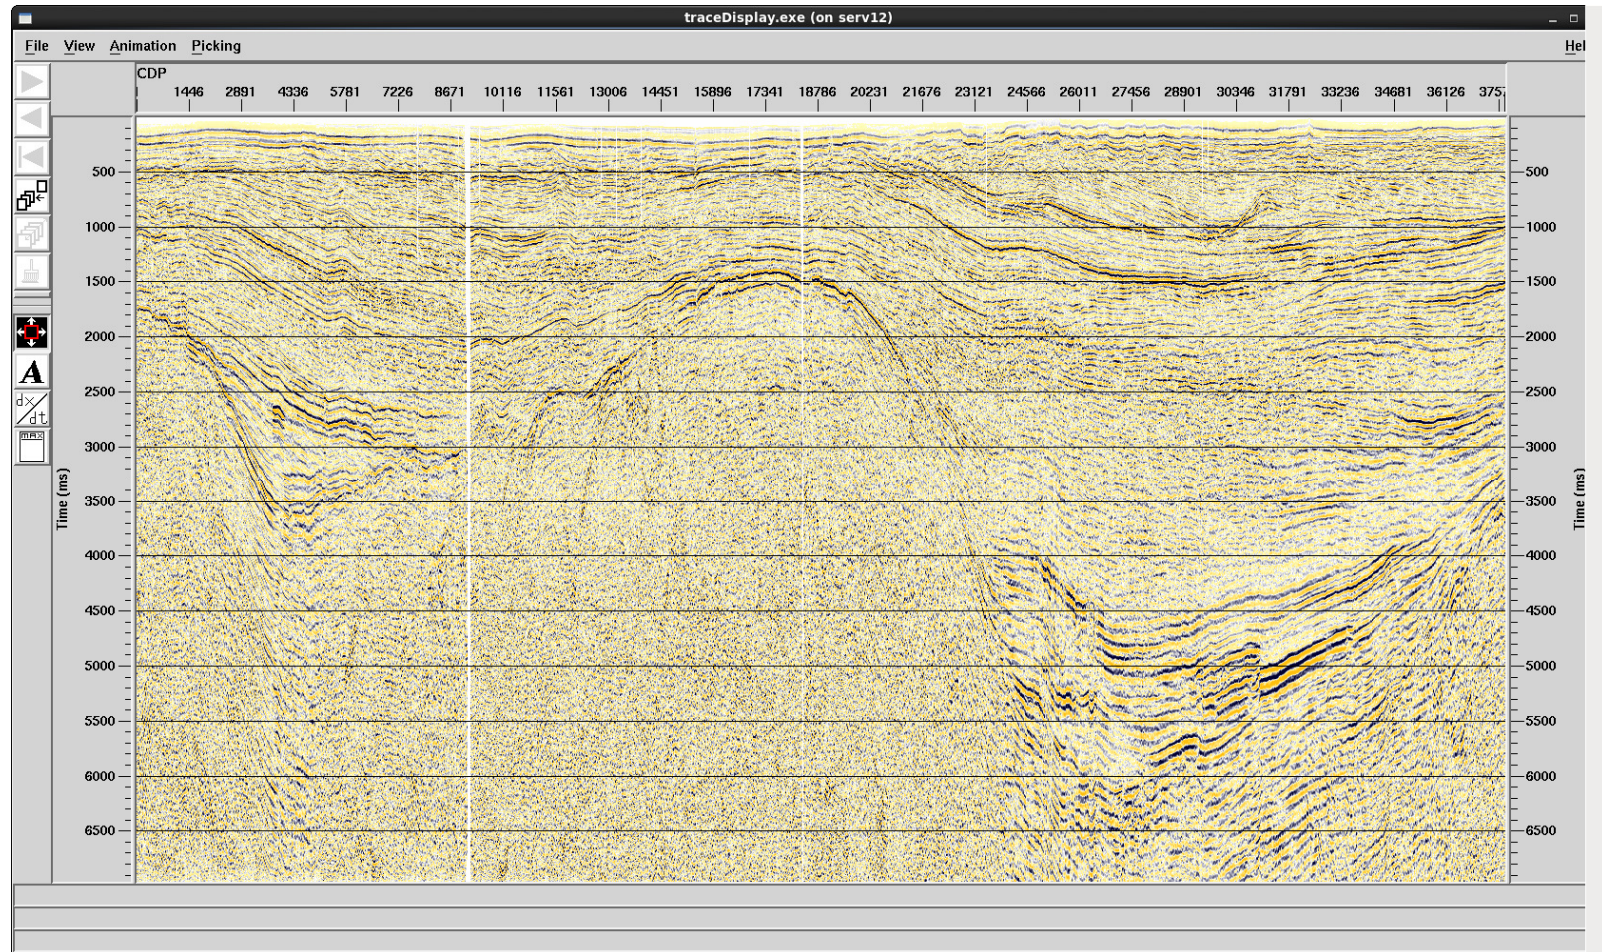 traceDisplay.exe (on serv12)
File View Animation Picking Hel
CDP
1446 2891 4336 5781 7226 8671 10116 11561 13006 14451 15896 17341 18786 20231 21676 23121 24566 26011 27456 28901 30346 31791 33236 34681 36126 3757
500 500
1000 1000
1500 1500
2000 2000
2500 2500
3000 3000
3500 3500
4000 4000
4500 4500
5000 5000
5500 5500
6000 6000
6500 6500
Time (ms) Time (ms)
A
dx/dt
max